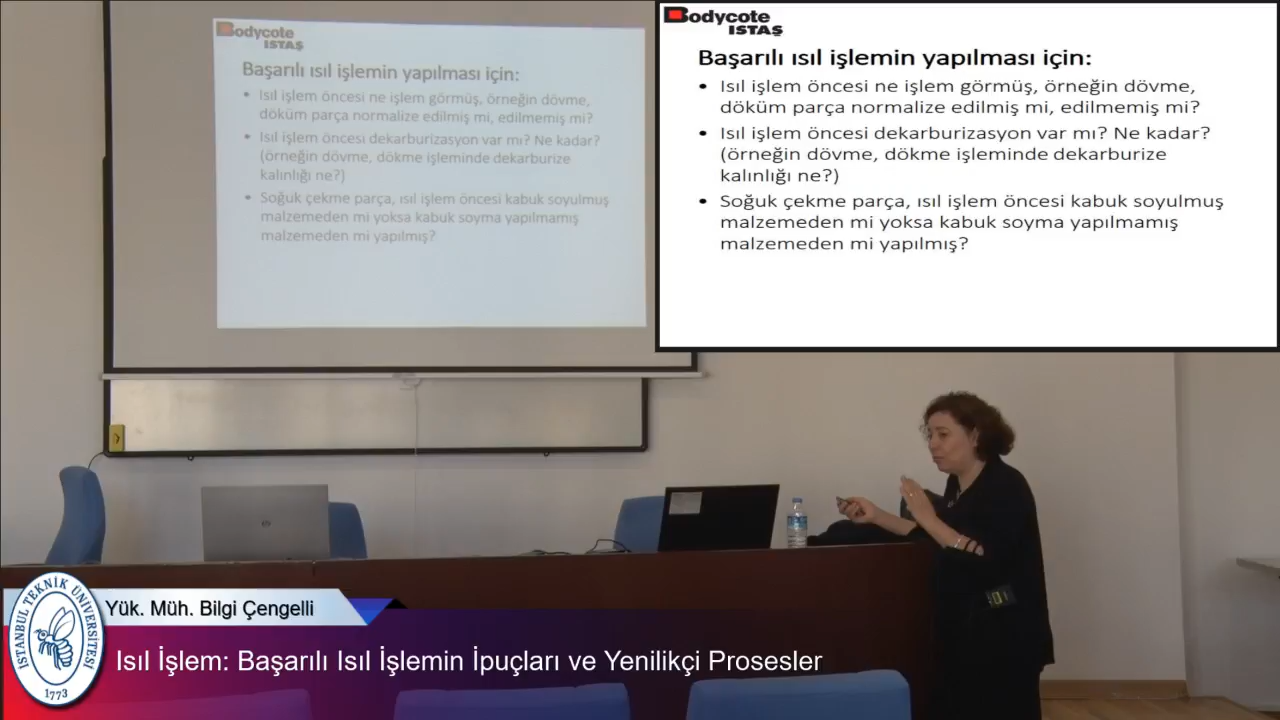 Bodycote
ISTAŞ
Başarılı ısıl işlemin yapılması için:
• Isıl işlem öncesi ne işlem görmüş, örneğin dövme,
döküm parça normalize edilmiş mi, edilmemiş mi?
• Isıl işlem öncesi dekarburizasyon var mı? Ne kadar?
(örneğin dövme, dökme işleminde dekarburize
kalınlığı ne?)
• Soğuk çekme parça, ısıl işlem öncesi kabuk soyulmuş
malzemeden mi yoksa kabuk soyma yapılmamış
malzemeden mi yapılmış?
Bodycote
ISTAŞ
Başarılı ısıl işlemin yapılması için:
• Isıl işlem öncesi ne işlem görmüş, örneğin dövme,
döküm parça normalize edilmiş mi, edilmemiş mi?
• Isıl işlem öncesi dekarburizasyon var mı? Ne kadar?
(örneğin dövme, dökme işleminde dekarburize
kalınlığı ne?)
• Soğuk çekme parça, ısıl işlem öncesi kabuk soyulmuş
malzemeden mi yoksa kabuk soyma yapılmamış
malzemeden mi yapılmış?
İSTANBUL TEKNİK ÜNİVERSİTESİ
1773
Yük. Müh. Bilgi Çengelli
Isıl İşlem: Başarılı Isıl İşlemin İpuçları ve Yenilikçi Prosesler